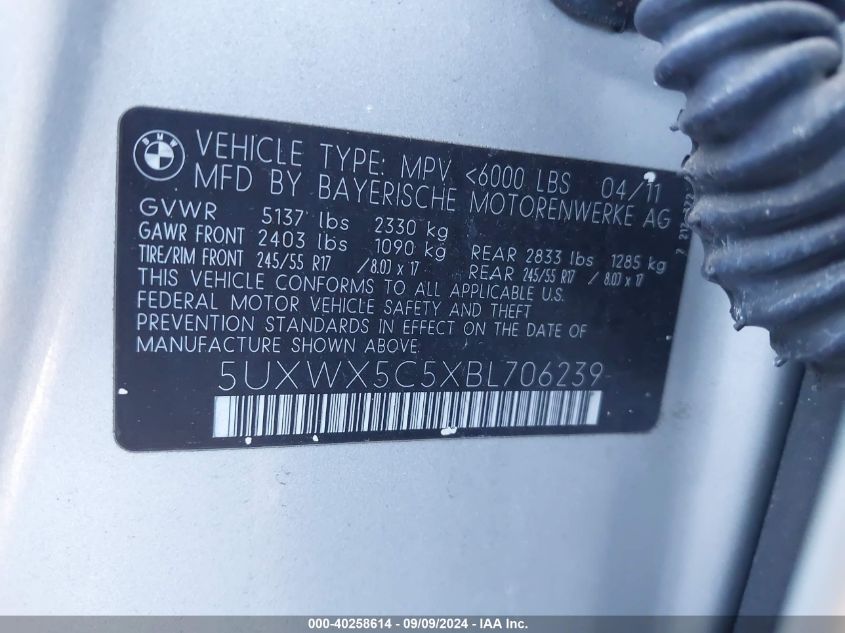 BMW
VEHICLE TYPE: MPV <6000 LBS 04/11
MFD BY BAYERISCHE MOTORENWERKE AG
GVWR 5137 lbs 2330 kg
GAWR FRONT 2403 lbs 1090 kg REAR 2833 lbs 1285 kg
TIRE/RIM FRONT 245/55 R17 / 8.0J x 17 REAR 245/55 R17 / 8.0J x 17
THIS VEHICLE CONFORMS TO ALL APPLICABLE U.S.
FEDERAL MOTOR VEHICLE SAFETY AND THEFT
PREVENTION STANDARDS IN EFFECT ON THE DATE OF
MANUFACTURE SHOWN ABOVE.
5UXWX5C5XBL706239
000-40258614 - 09/09/2024 - IAA Inc.